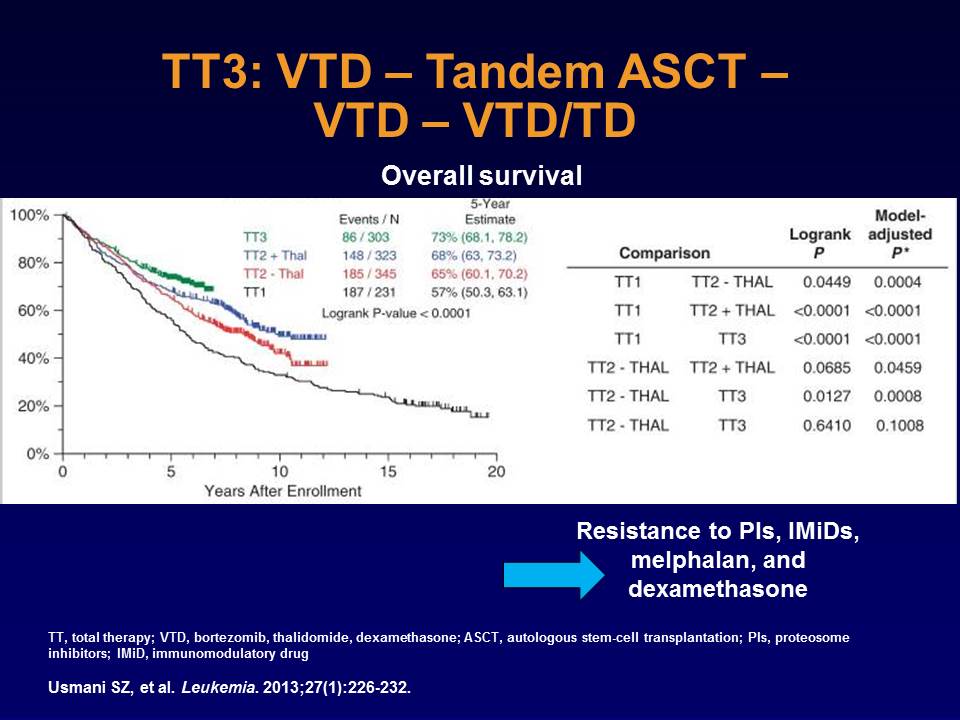 TT3: VTD – Tandem ASCT –
VTD – VTD/TD
Overall survival
100%
80%
60%
40%
20%
0%
0 5 10 15 20
Years After Enrollment
5-Year
Events / N Estimate
TT3 86 / 303 73% (68.1, 78.2)
TT2 + Thal 148 / 323 68% (63, 73.2)
TT2 - Thal 185 / 345 65% (60.1, 70.2)
TT1 187 / 231 57% (50.3, 63.1)
Logrank P-value < 0.0001
Model-
Logrank adjusted
Comparison P P*
TT1 TT2 - THAL 0.0449 0.0004
TT1 TT2 + THAL <0.0001 <0.0001
TT1 TT3 <0.0001 <0.0001
TT2 - THAL TT2 + THAL 0.0685 0.0459
TT2 - THAL TT3 0.0127 0.0008
TT2 - THAL TT3 0.6410 0.1008
Resistance to PIs, IMiDs,
melphalan, and
dexamethasone
TT, total therapy; VTD, bortezomib, thalidomide, dexamethasone; ASCT, autologous stem-cell transplantation; PIs, proteosome
inhibitors; IMiD, immunomodulatory drug
Usmani SZ, et al. Leukemia. 2013;27(1):226-232.